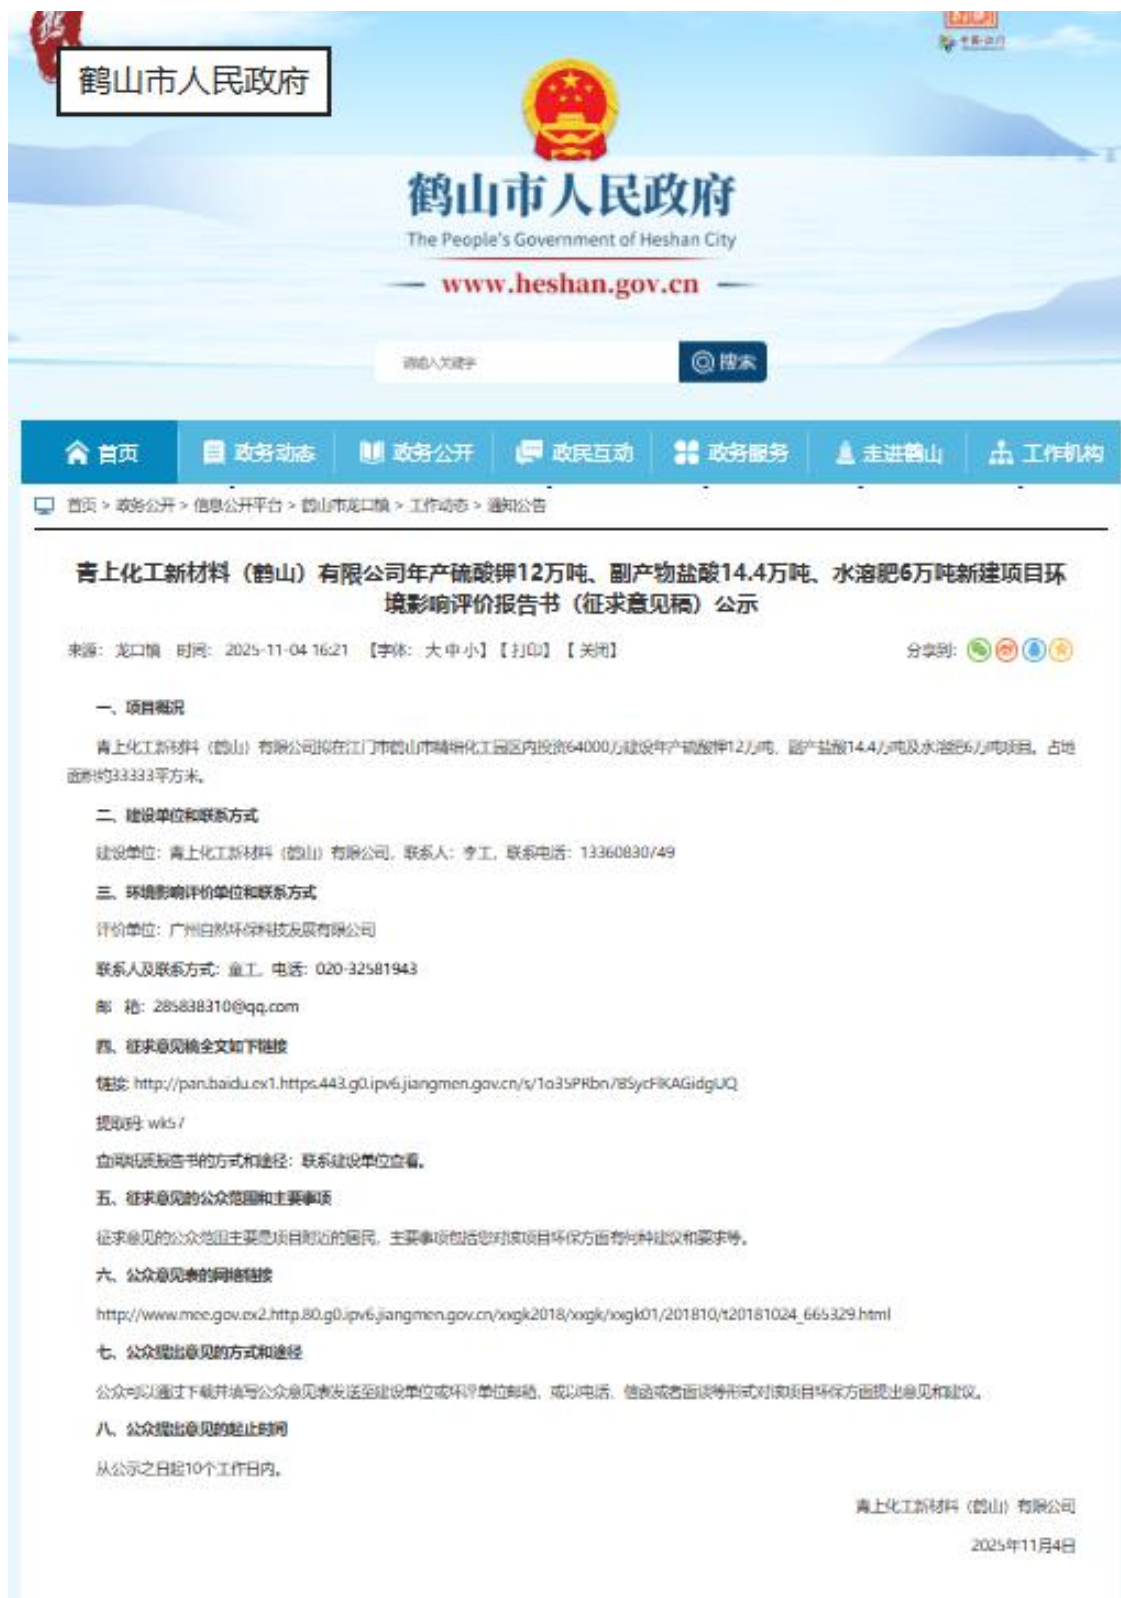 鹤山市人民政府
鹤山市人民政府
The People's Government of Heshan City
www.heshan.gov.cn
请输入关键字
搜索
首页 政务动态 政务公开 政民互动 政务服务 走进鹤山 工作机构
首页 > 政务公开 > 信息公开平台 > 鹤山市龙口镇 > 工作动态 > 通知公告
青上化工新材料（鹤山）有限公司年产硫酸钾12万吨、副产物盐酸14.4万吨、水溶肥6万吨新建项目环
境影响评价报告书（征求意见稿）公示
来源： 龙口镇 时间： 2025-11-04 16:21 【字体： 大 中 小】【 打印】【 关闭】
分享到:
一、项目概况
青上化工新材料（鹤山）有限公司拟在江门市鹤山市精细化工园区内投资64000万建设年产硫酸钾12万吨、副产盐酸14.4万吨及水溶肥6万吨项目。占地
面积约33333平方米。
二、建设单位和联系方式
建设单位：青上化工新材料（鹤山）有限公司，联系人：李工，联系电话：13360830749
三、环境影响评价单位和联系方式
评价单位：广州自然环保科技发展有限公司
联系人及联系方式：童工，电话：020-32581943
邮 箱：285838310@qq.com
四、征求意见稿全文如下链接
链接: http://pan.baidu.ex1.https.443.g0.ipv6.jiangmen.gov.cn/s/1o35PRbn7BSycFlKAGidgUQ
提取码: wk57
查阅纸质报告书的方式和途径：联系建设单位查看。
五、征求意见的公众范围和主要事项
征求意见的公众范围主要是项目附近的居民，主要事项包括您对该项目环保方面有何种建议和要求等。
六、公众意见表的网络链接
http://www.mee.gov.ex2.http.80.g0.ipv6.jiangmen.gov.cn/xxgk2018/xxgk/xxgk01/201810/t20181024_665329.html
七、公众提出意见的方式和途径
公众可以通过下载并填写公众意见表发送至建设单位或环评单位邮箱，或以电话、信函或者面谈等形式对该项目环保方面提出意见和建议。
八、公众提出意见的起止时间
从公示之日起10个工作日内。
青上化工新材料（鹤山）有限公司
2025年11月4日